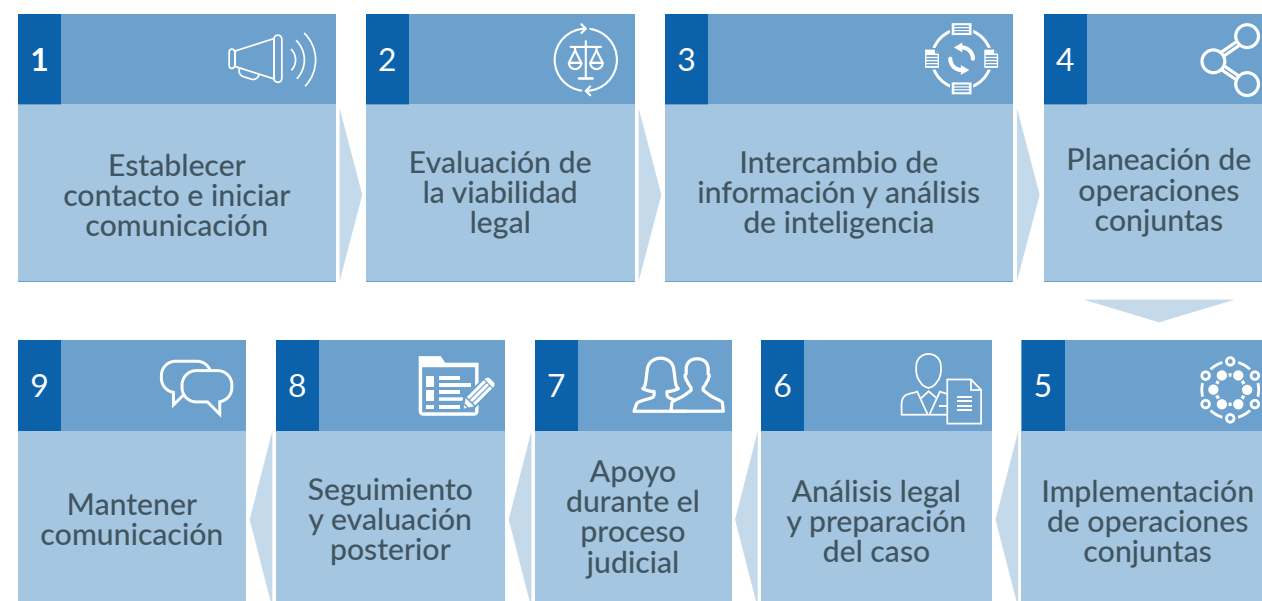 1
Establecer
contacto e iniciar
comunicación
2
Evaluación de
la viabilidad
legal
3
Intercambio de
información y análisis
de inteligencia
4
Planeación de
operaciones
conjuntas
5
Implementación
de operaciones
conjuntas
6
Análisis legal
y preparación
del caso
7
Apoyo
durante el
proceso
judicial
8
Seguimiento
y evaluación
posterior
9
Mantener
comunicación